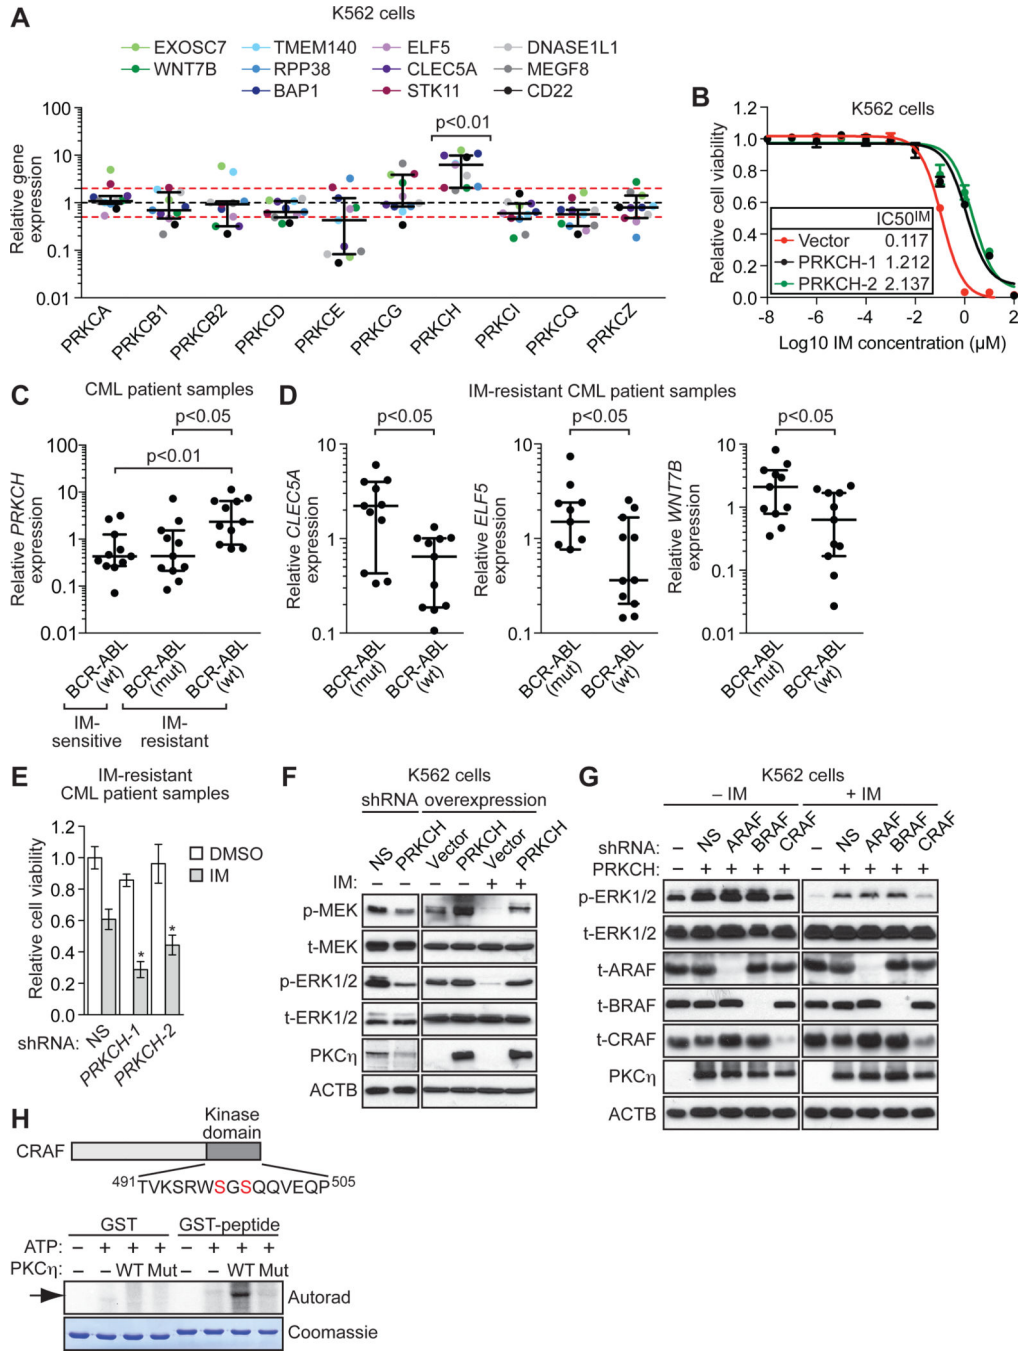 A
K562 cells
EXOSC7 TMEM140 ELF5 DNASE1L1
WNT7B RPP38 CLEC5A MEGF8
BAP1 STK11 CD22
Relative gene
expression
100
10
1
0.1
0.01
p<0.01
PRKCA PRKCB1 PRKCB2 PRKCD PRKCE PRKCG PRKCH PRKCI PRKCQ PRKCZ
B
K562 cells
Relative cell viability
1.2
1.0
0.8
0.6
0.4
0.2
0.0
IC50IM
Vector 0.117
PRKCH-1 1.212
PRKCH-2 2.137
-8 -6 -4 -2 0 2
Log10 IM concentration (µM)
C
CML patient samples
p<0.05
p<0.01
Relative PRKCH
expression
100
10
1
0.1
0.01
BCR-ABL
(wt)
BCR-ABL
(mut)
BCR-ABL
(wt)
IM-
sensitive
IM-
resistant
D
IM-resistant CML patient samples
p<0.05
Relative CLEC5A
expression
10
1
0.1
BCR-ABL
(mut)
BCR-ABL
(wt)
p<0.05
Relative ELF5
expression
10
1
0.1
BCR-ABL
(mut)
BCR-ABL
(wt)
p<0.05
Relative WNT7B
expression
10
1
0.1
0.01
BCR-ABL
(mut)
BCR-ABL
(wt)
E
IM-resistant
CML patient samples
Relative cell viability
1.2
1.0
0.8
0.6
0.4
0.2
0.0
DMSO
IM
* *
shRNA: NS PRKCH-1 PRKCH-2
F
K562 cells
shRNA overexpression
NS PRKCH Vector PRKCH Vector PRKCH
IM: – – – – + +
p-MEK
t-MEK
p-ERK1/2
t-ERK1/2
PKCη
ACTB
G
K562 cells
– IM + IM
shRNA: – NS ARAF BRAF CRAF – NS ARAF BRAF CRAF
PRKCH: – + + + + – + + + +
p-ERK1/2
t-ERK1/2
t-ARAF
t-BRAF
t-CRAF
PKCη
ACTB
H
Kinase
domain
CRAF
491TVKSRWSGSQQVEQP505
GST GST-peptide
ATP: – + + + – + + +
PKCη: – – WT Mut – – WT Mut
Autorad
Coomassie